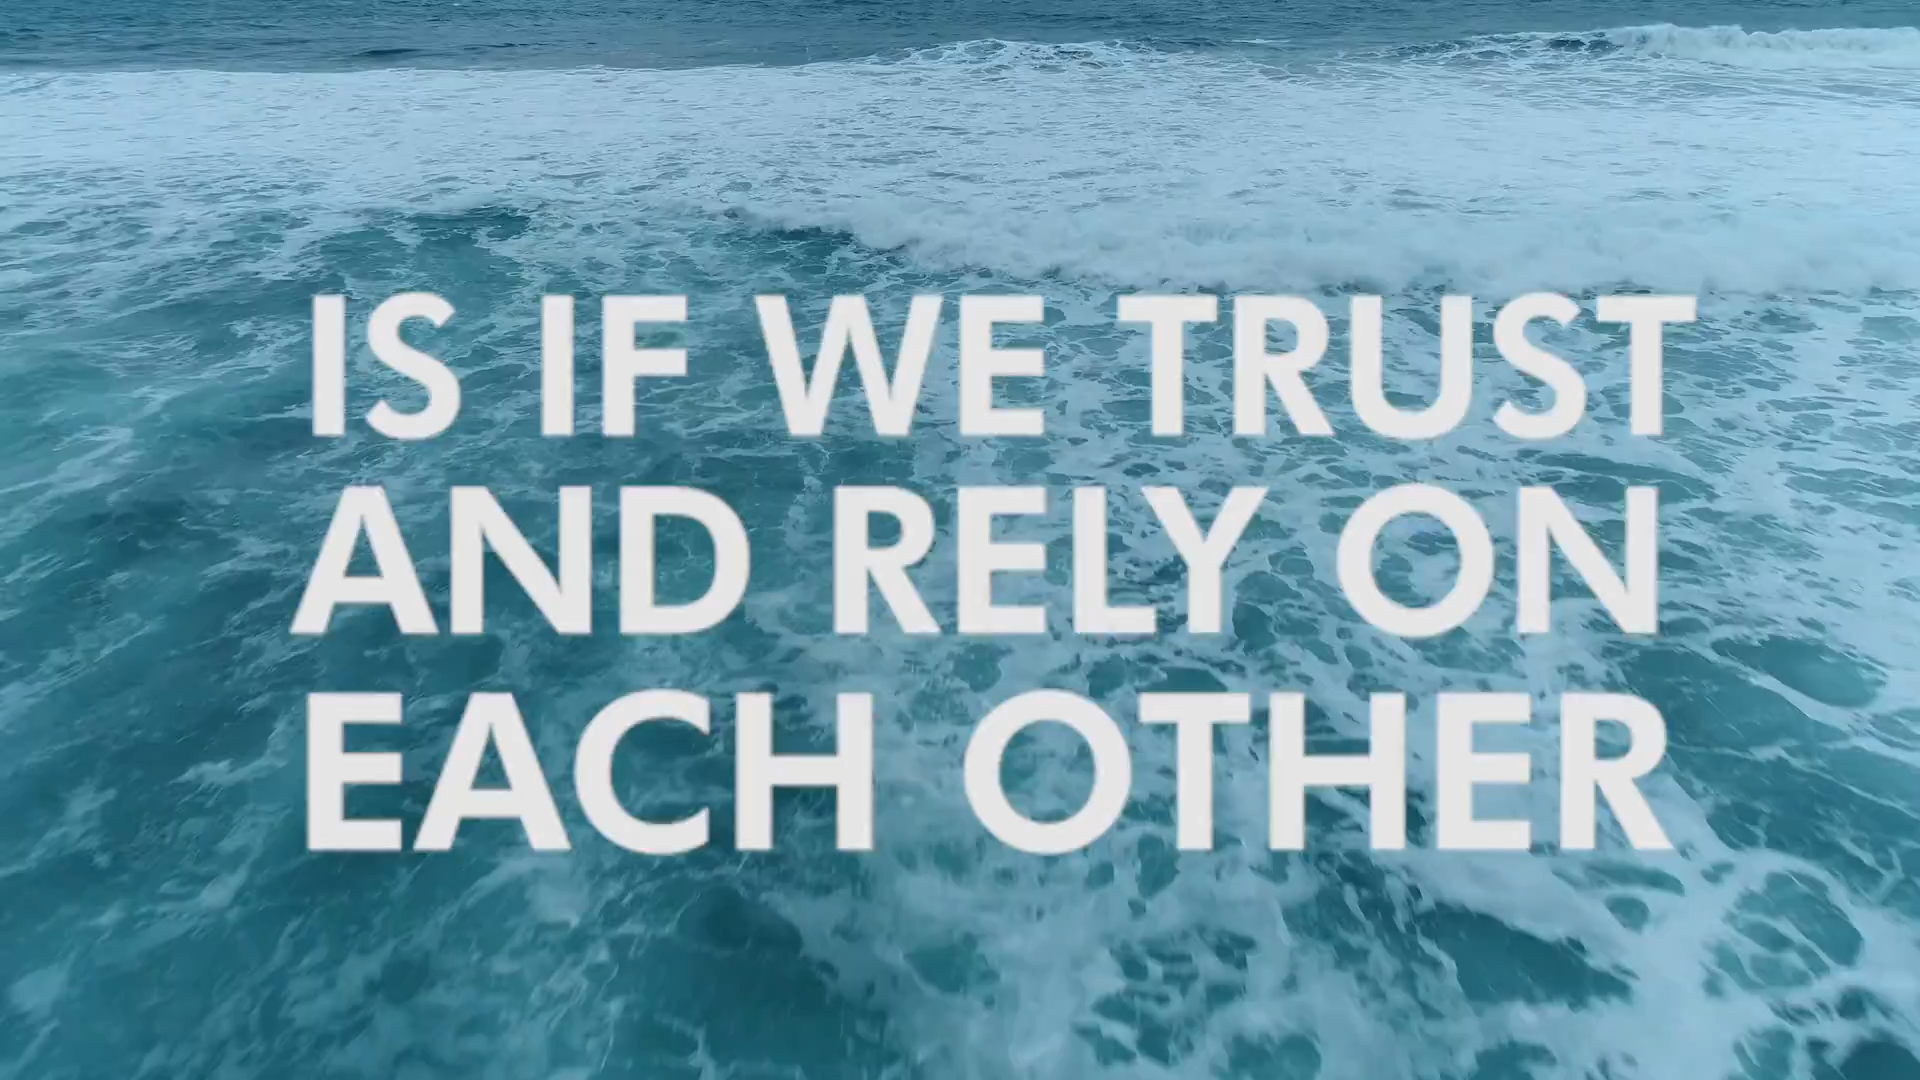 IS IF WE TRUST
AND RELY ON
EACH OTHER